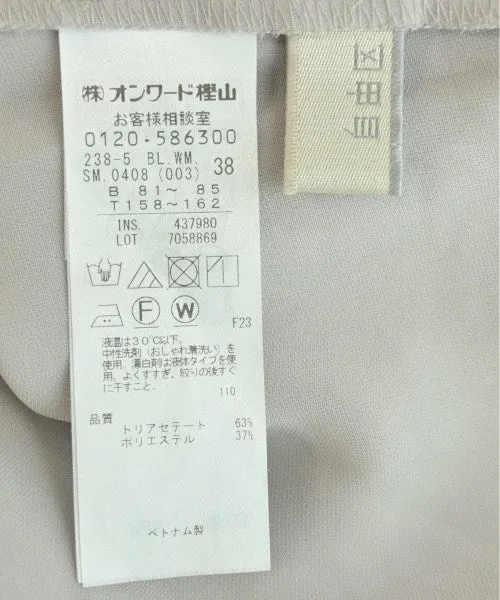 ㈱オンワード樫山
お客様相談室
0120-586300
238-5 BL.WM.
SM.0408 (003) 38
B 81～ 85
T158～162
INS. 437980
LOT 7058869
F W
F23
液温は30℃以下。
中性洗剤（おしゃれ着洗い）を
使用。漂白剤は液体タイプを使
用。よくすすぎ、絞りの後すぐ
に干すこと。
110
品質
トリアセテート 63%
ポリエステル 37%
ベトナム製